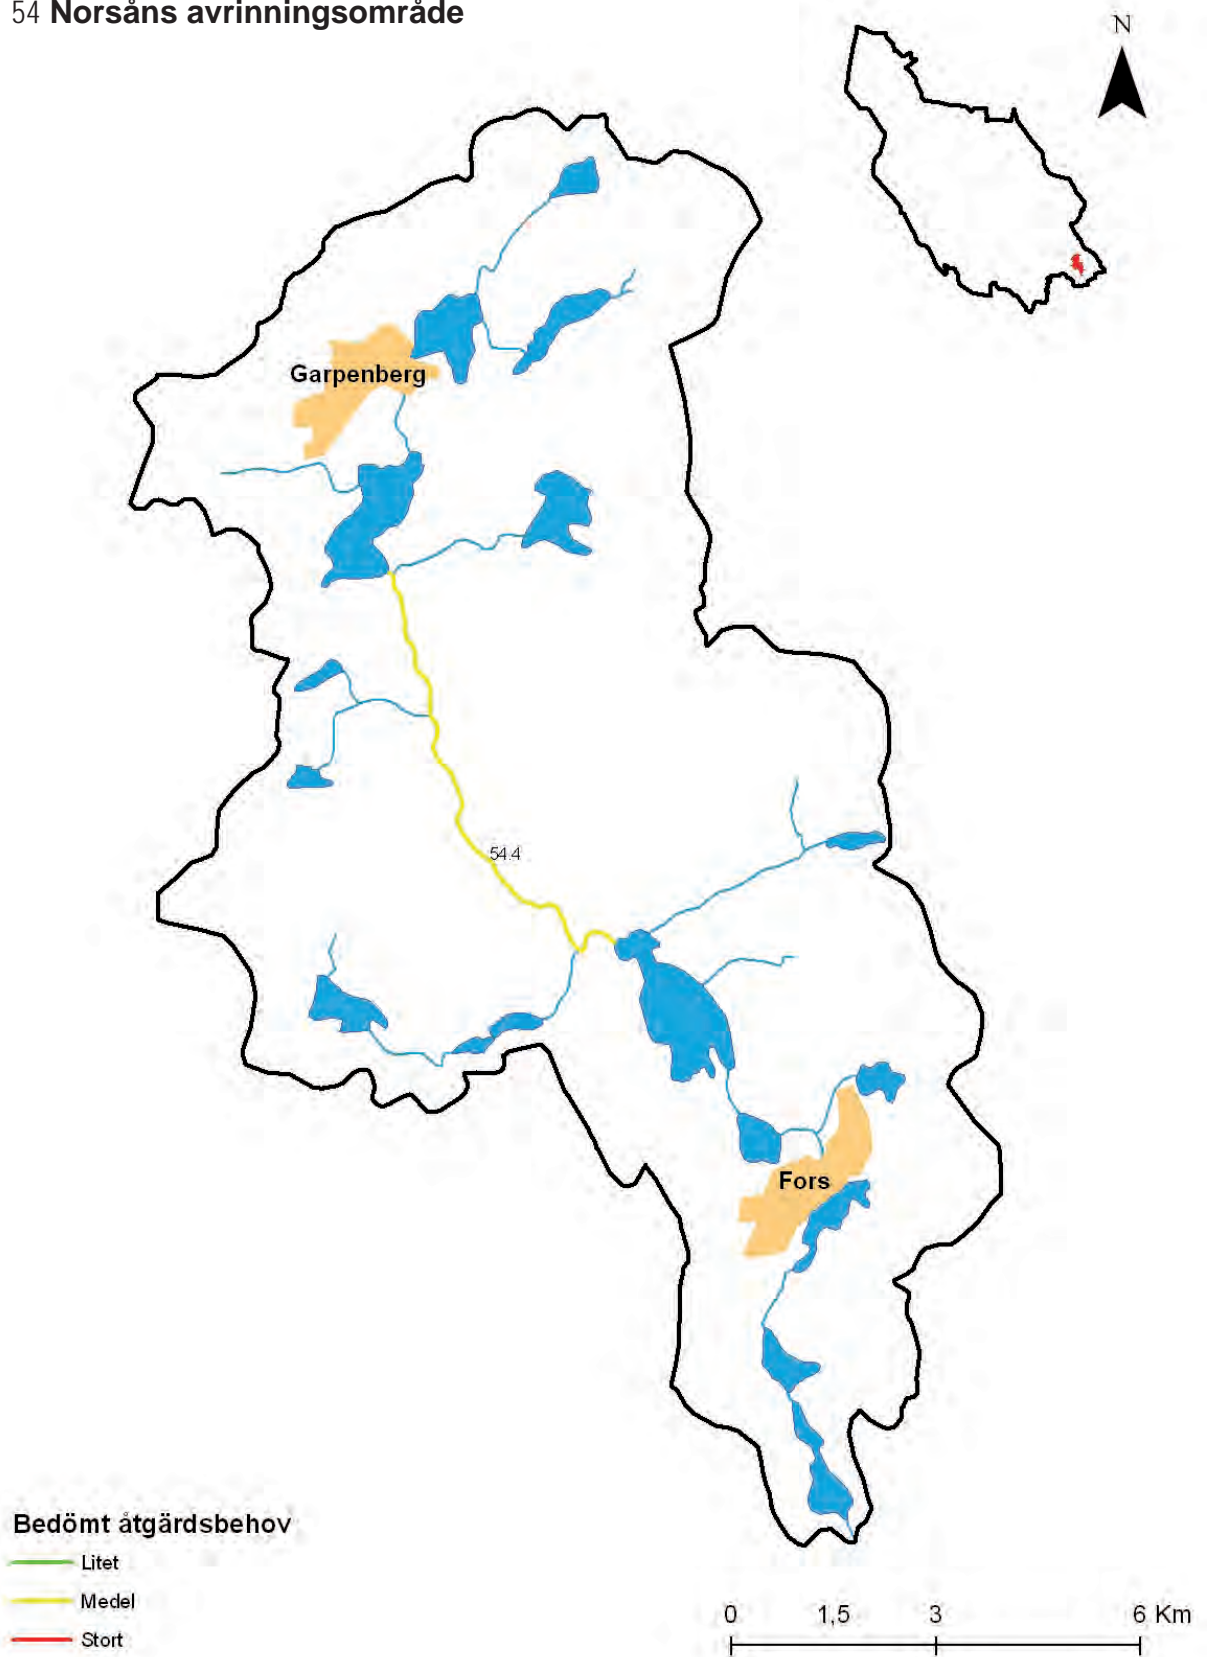 54 Norsåns avrinningsområde
N
Garpenberg
54.4
Fors
Bedömt åtgärdsbehov
Litet
Medel
Stort
0 1,5 3 6 Km